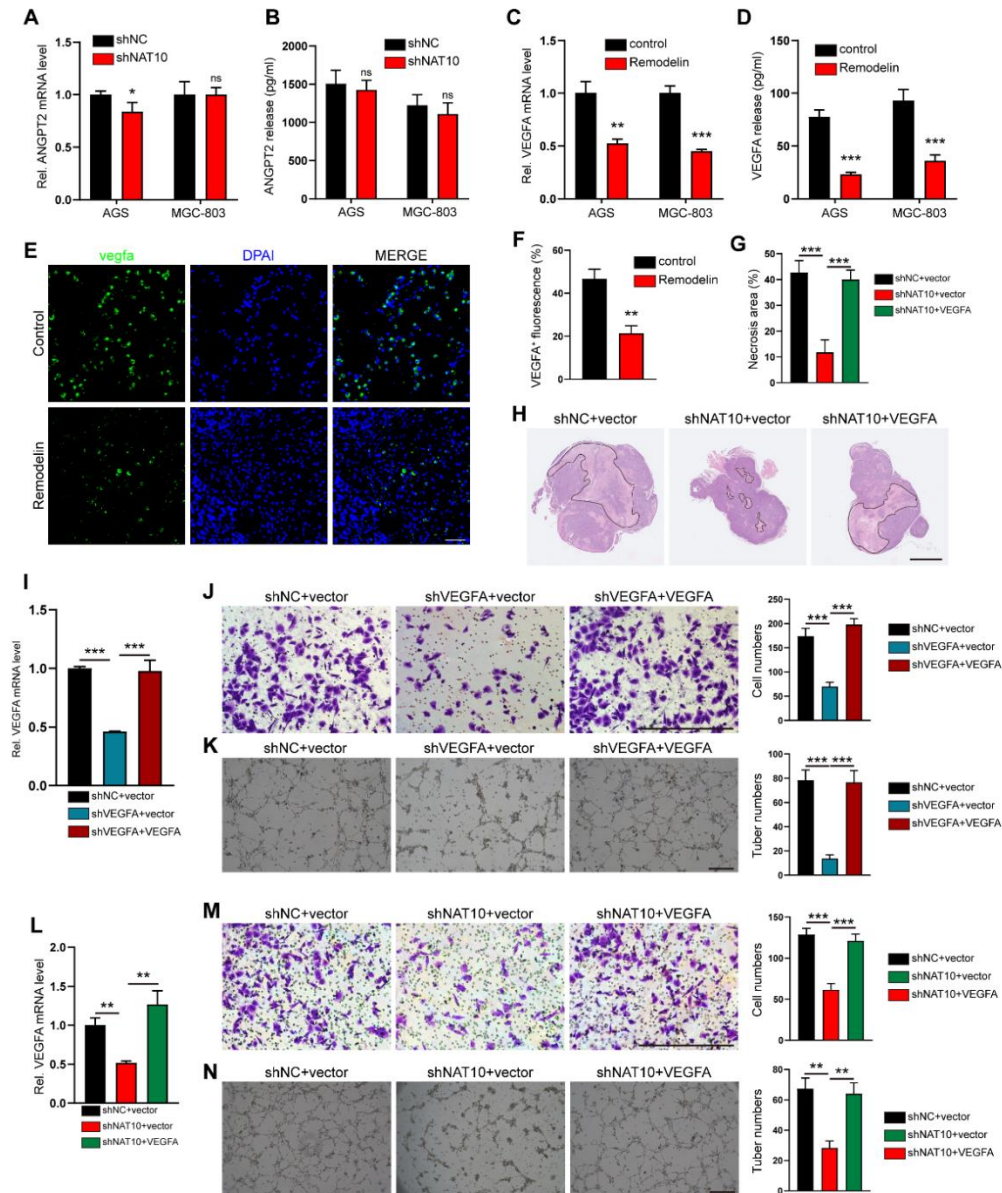 A
shNC
shNAT10
Rel. ANGPT2 mRNA level
1.5
1.0
0.5
0.0
*
ns
AGS
MGC-803
B
shNC
shNAT10
ANGPT2 release (pg/ml)
2000
1500
1000
500
0
ns
ns
AGS
MGC-803
C
control
Remodelin
Rel. VEGFA mRNA level
1.5
1.0
0.5
0.0
**
***
AGS
MGC-803
D
control
Remodelin
VEGFA release (pg/ml)
150
100
50
0
***
***
AGS
MGC-803
E
vegfa
DPAI
MERGE
Control
Remodelin
F
control
Remodelin
VEGFA⁺ fluorescence (%)
60
40
20
0
**
G
Necrosis area (%)
50
40
30
20
10
0
***
***
shNC+vector
shNAT10+vector
shNAT10+VEGFA
H
shNC+vector
shNAT10+vector
shNAT10+VEGFA
I
Rel. VEGFA mRNA level
1.5
1.0
0.5
0.0
***
***
shNC+vector
shVEGFA+vector
shVEGFA+VEGFA
J
shNC+vector
shVEGFA+vector
shVEGFA+VEGFA
Cell numbers
250
200
150
100
50
0
***
***
shNC+vector
shVEGFA+vector
shVEGFA+VEGFA
K
shNC+vector
shVEGFA+vector
shVEGFA+VEGFA
Tuber numbers
100
80
60
40
20
0
***
***
shNC+vector
shVEGFA+vector
shVEGFA+VEGFA
L
Rel. VEGFA mRNA level
2.0
1.5
1.0
0.5
0.0
**
**
shNC+vector
shNAT10+vector
shNAT10+VEGFA
M
shNC+vector
shNAT10+vector
shNAT10+VEGFA
Cell numbers
150
100
50
0
***
***
shNC+vector
shNAT10+vector
shNAT10+VEGFA
N
shNC+vector
shNAT10+vector
shNAT10+VEGFA
Tuber numbers
80
60
40
20
0
**
**
shNC+vector
shNAT10+vector
shNAT10+VEGFA